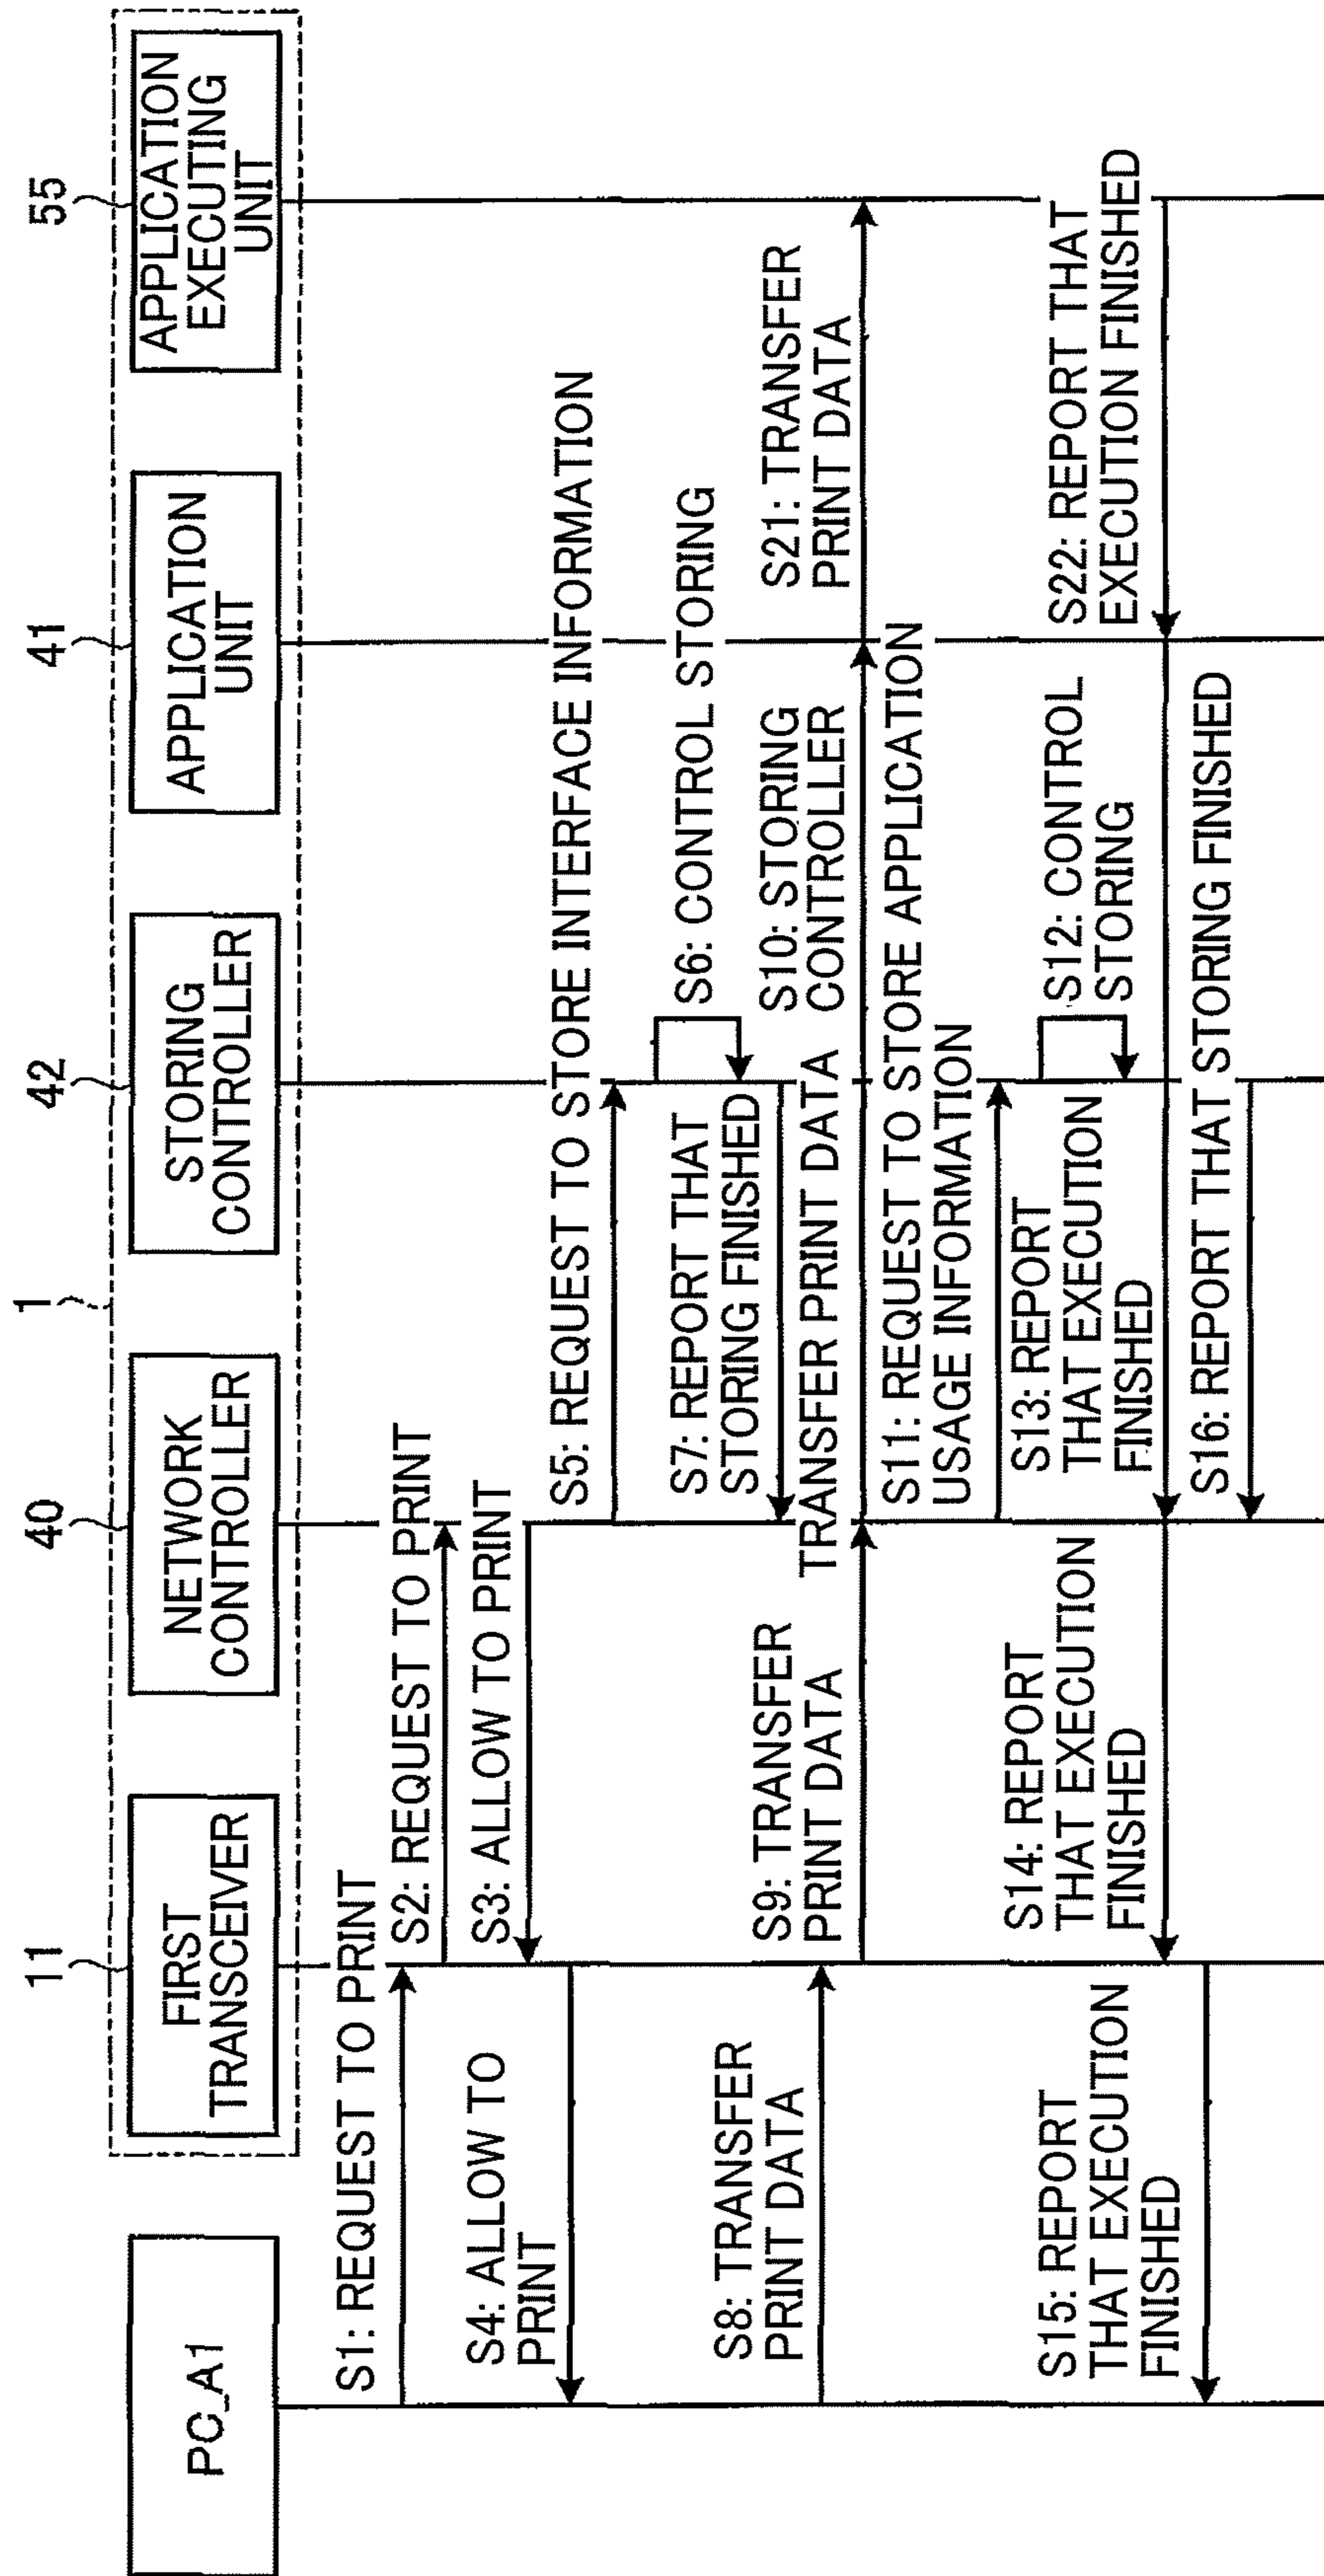 1
11
40
42
41
55
PC_A1
FIRST
TRANSCEIVER
NETWORK
CONTROLLER
STORING
CONTROLLER
APPLICATION
UNIT
APPLICATION
EXECUTING
UNIT
S1: REQUEST TO PRINT
S2: REQUEST TO PRINT
S3: ALLOW TO PRINT
S4: ALLOW TO
PRINT
S5: REQUEST TO STORE INTERFACE INFORMATION
S6: CONTROL STORING
S7: REPORT THAT
STORING FINISHED
S8: TRANSFER
PRINT DATA
S9: TRANSFER
PRINT DATA
S10: STORING
CONTROLLER
TRANSFER PRINT DATA
S21: TRANSFER
PRINT DATA
S11: REQUEST TO STORE APPLICATION
USAGE INFORMATION
S12: CONTROL
STORING
S22: REPORT THAT
EXECUTION FINISHED
S13: REPORT
THAT EXECUTION
FINISHED
S14: REPORT
THAT EXECUTION
FINISHED
S15: REPORT
THAT EXECUTION
FINISHED
S16: REPORT THAT STORING FINISHED